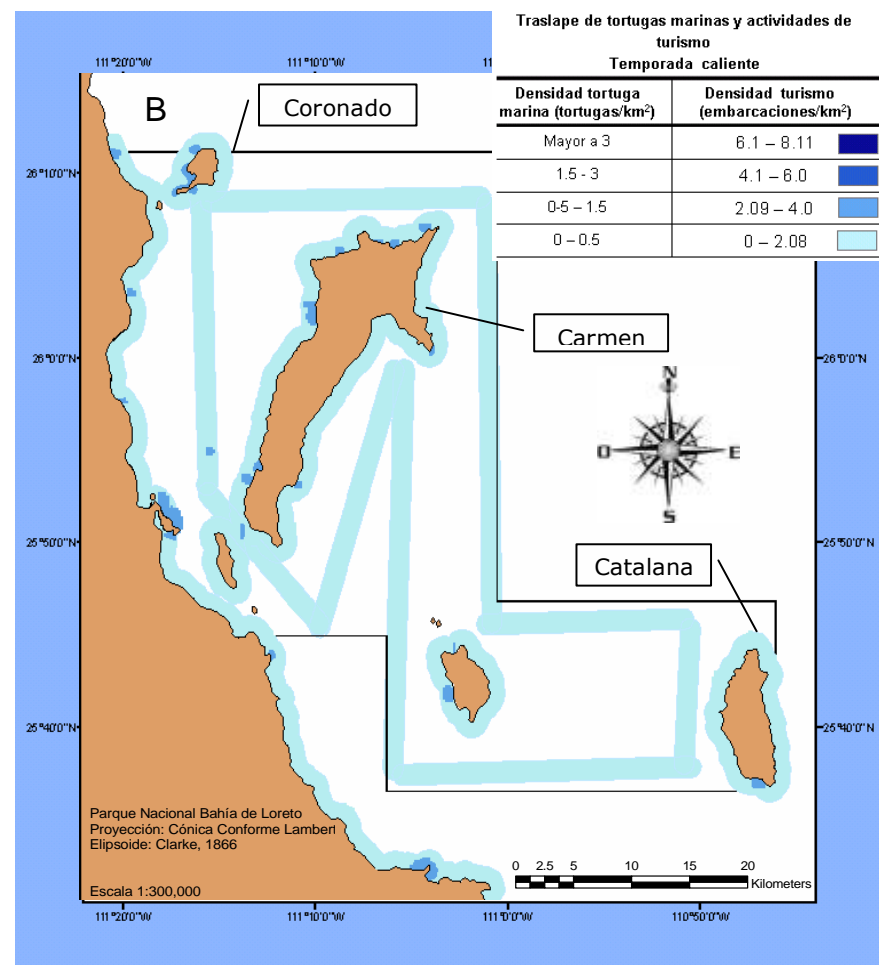 Traslape de tortugas marinas y actividades de
turismo
Temporada caliente
Densidad tortuga marina (tortugas/km²) Densidad turismo (embarcaciones/km²)
Mayor a 3 6.1 – 8.11
1.5 - 3 4.1 – 6.0
0-5 – 1.5 2.09 – 4.0
0 – 0.5 0 – 2.08
111°20'0"W 111°10'0"W 11
B
Coronado
26°10'0"N
Carmen
26°0'0"N 26°0'0"N
N
O E
S
25°50'0"N 25°50'0"N
Catalana
25°40'0"N 25°40'0"N
Parque Nacional Bahía de Loreto
Proyección: Cónica Conforme Lambert
Elipsoide: Clarke, 1866
Escala 1:300,000
0 2.5 5 10 15 20
Kilometers
111°20'0"W 111°10'0"W 111°0'0"W 110°50'0"W